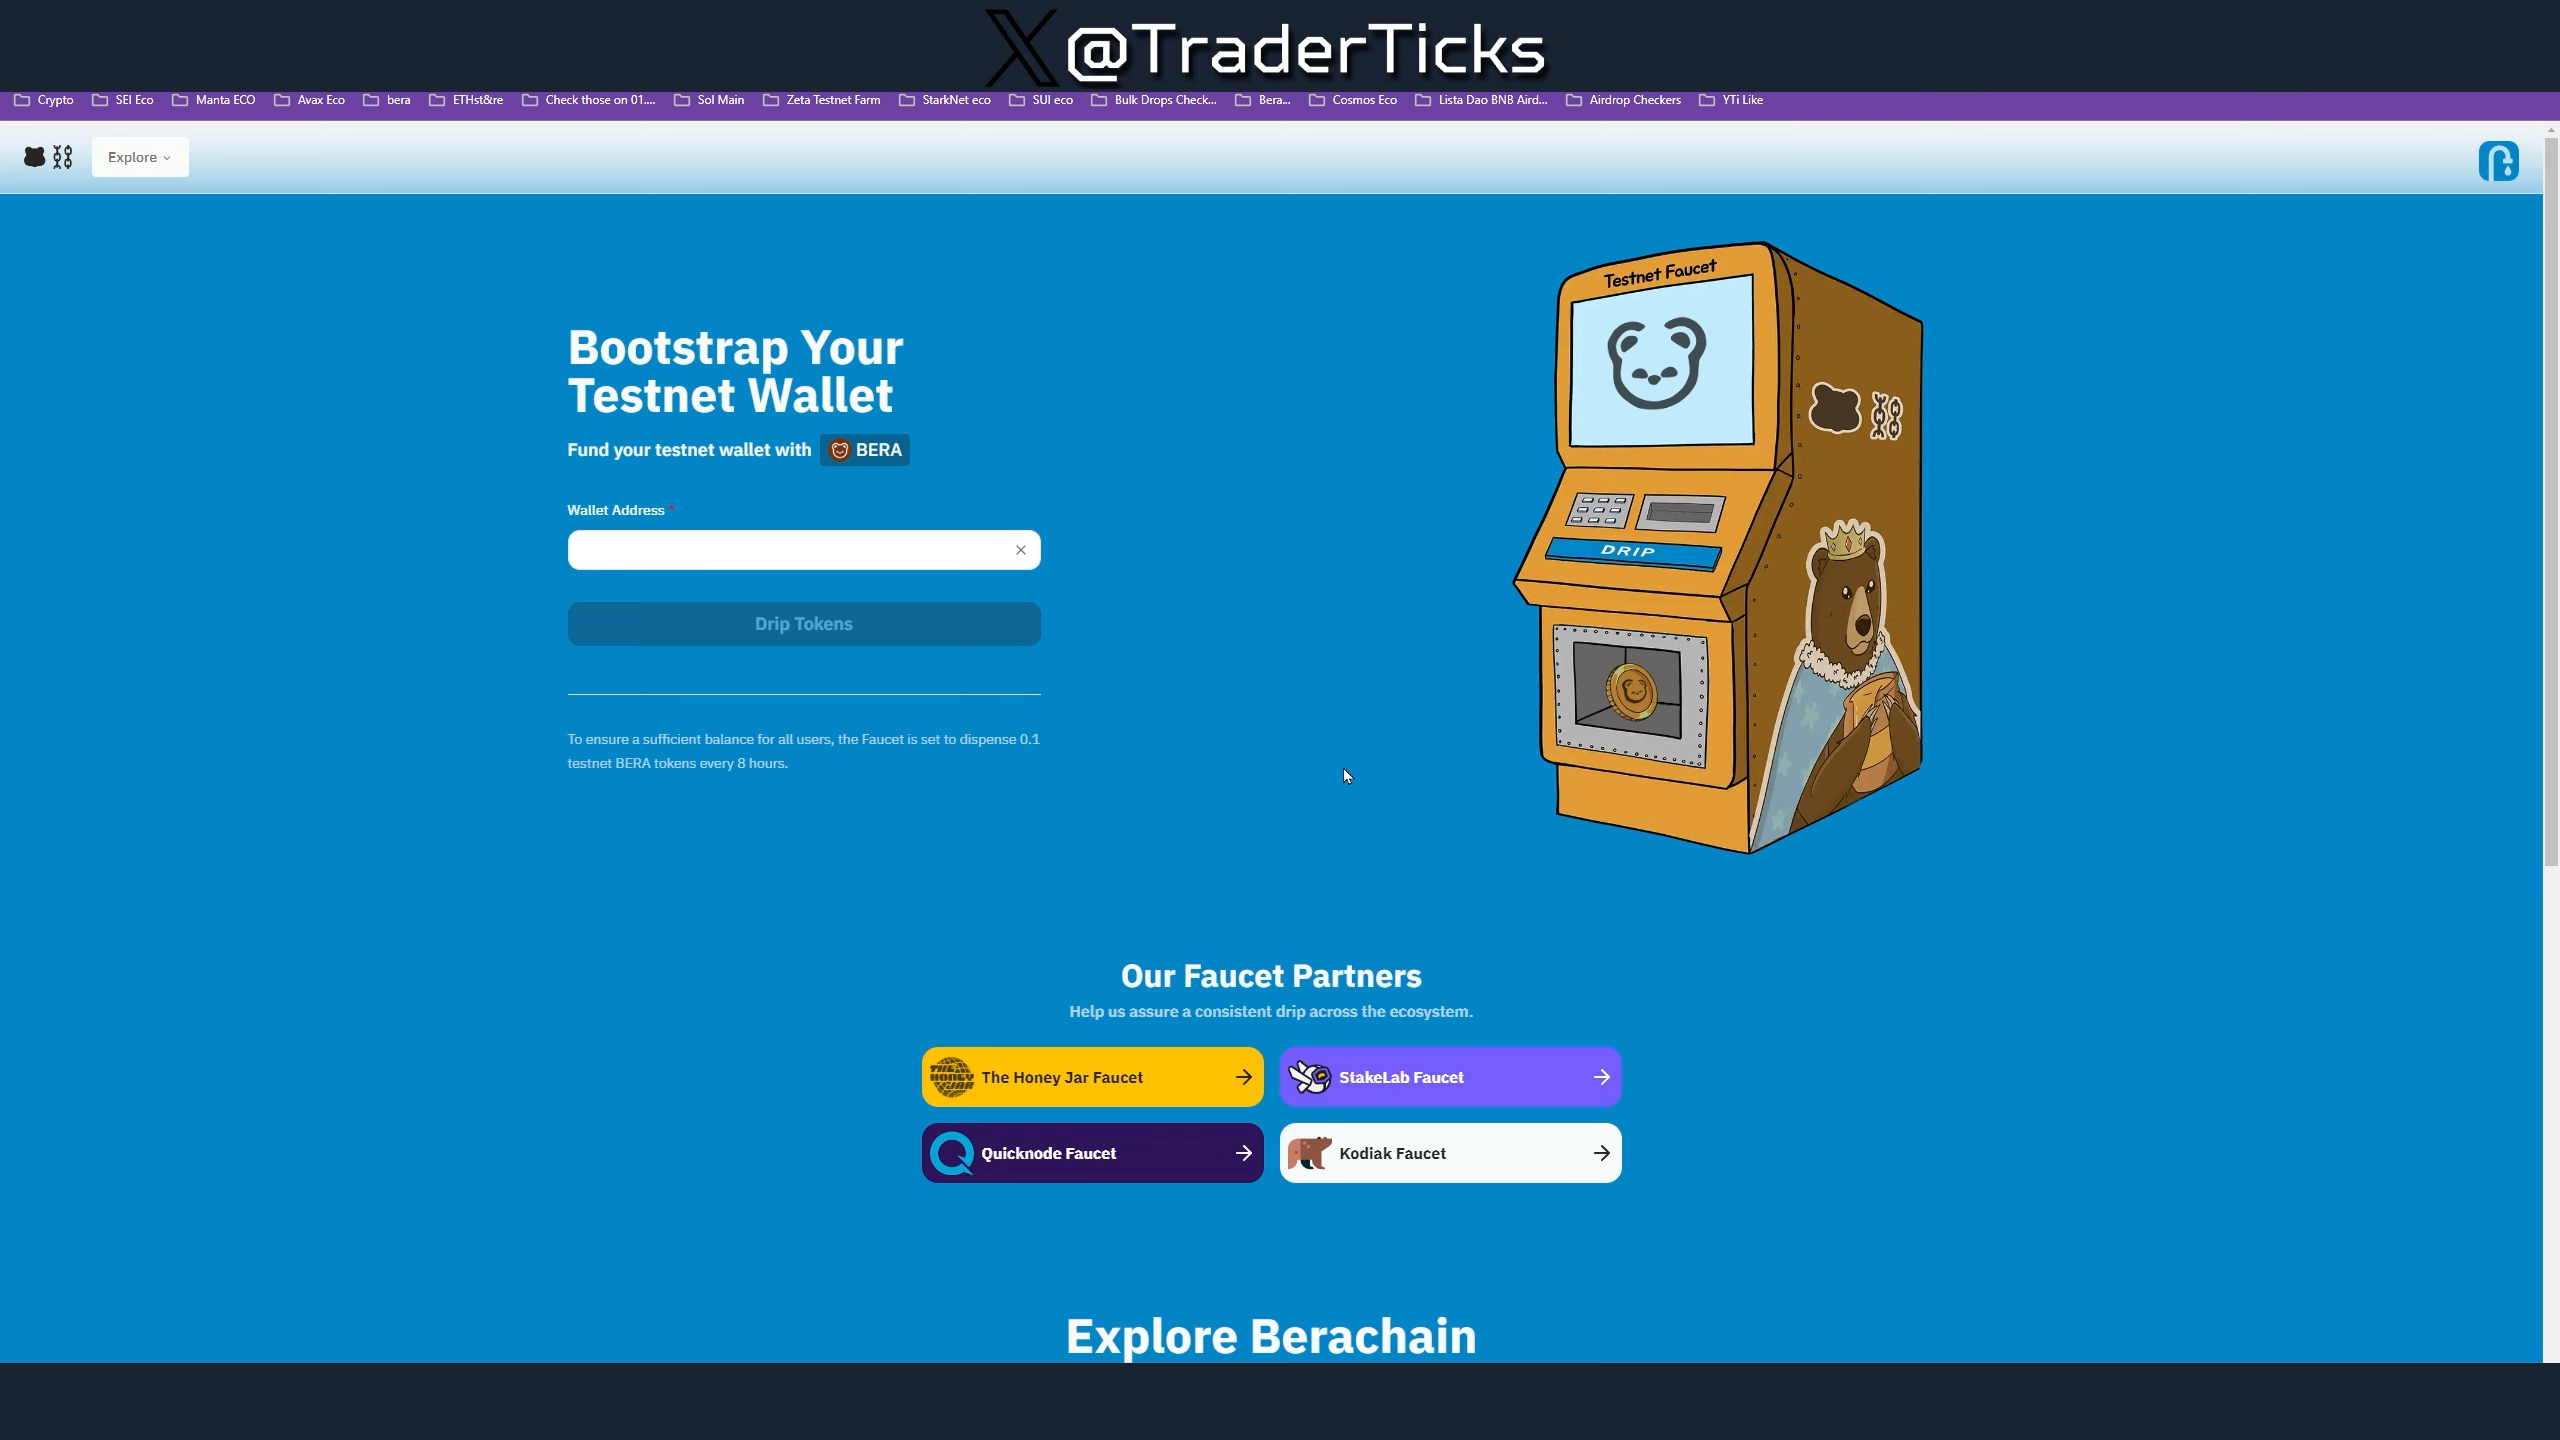 X @TraderTicks
Crypto SEI Eco Manta ECO Avax Eco bera ETHst&re Check those on 01.... Sol Main Zeta Testnet Farm StarkNet eco SUI eco Bulk Drops Check... Bera... Cosmos Eco Lista Dao BNB Aird... Airdrop Checkers YTi Like
Explore
Testnet Faucet
Bootstrap Your
Testnet Wallet
Fund your testnet wallet with BERA
Wallet Address *
DRIP
Drip Tokens
To ensure a sufficient balance for all users, the Faucet is set to dispense 0.1
testnet BERA tokens every 8 hours.
Our Faucet Partners
Help us assure a consistent drip across the ecosystem.
THE HONEY JAR
The Honey Jar Faucet
StakeLab Faucet
Quicknode Faucet
Kodiak Faucet
Explore Berachain